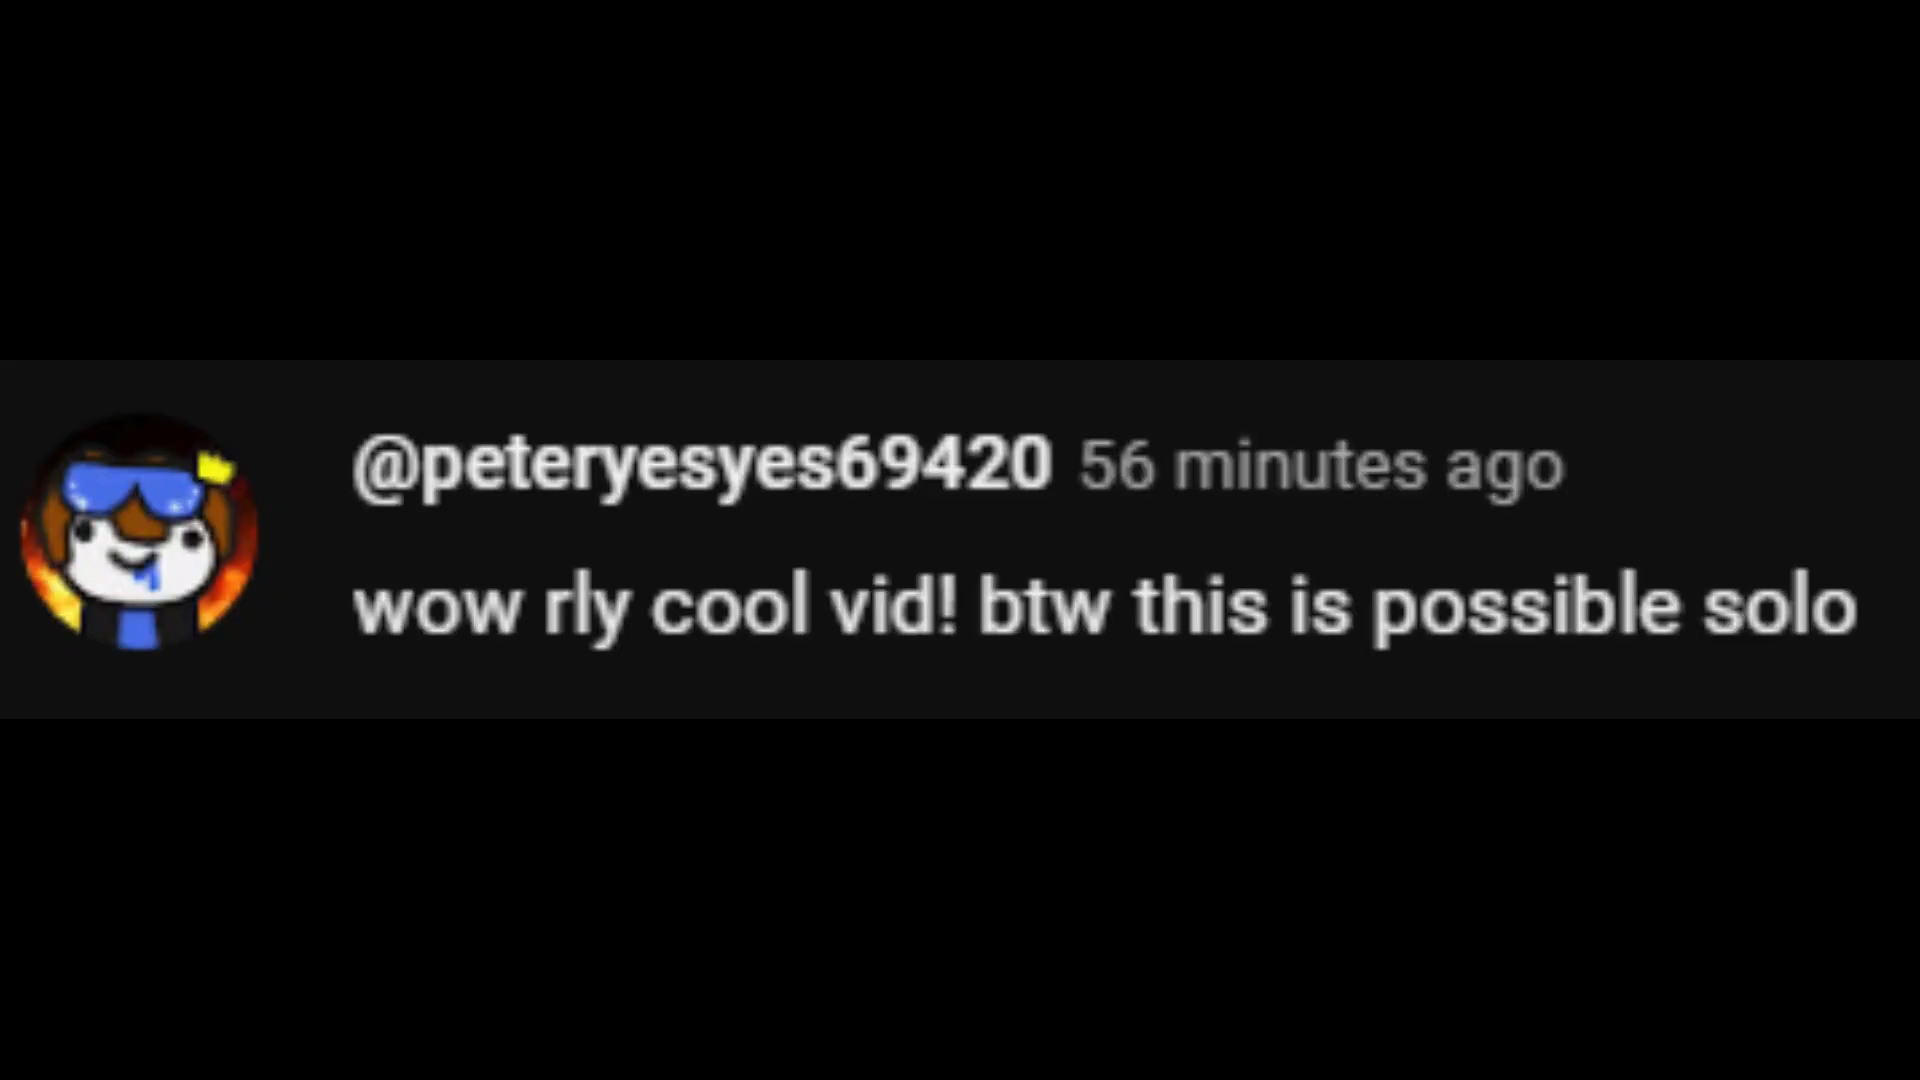 @peteryesyes69420 56 minutes ago
wow rly cool vid! btw this is possible solo